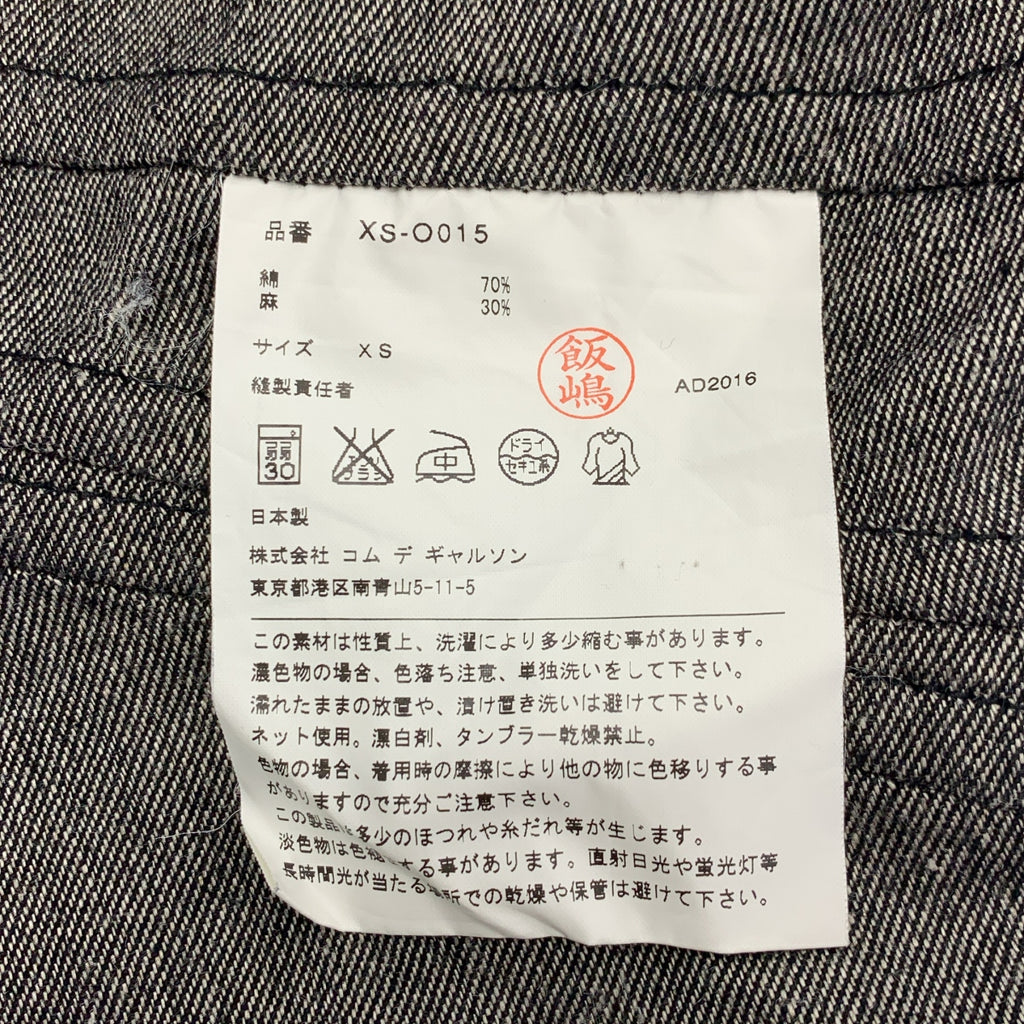 品番 XS-O015
綿 70%
麻 30%
サイズ XS
縫製責任者
飯嶋
AD2016
弱 30
エンソ サラシ
中
ドライ
セキユ系
日本製
株式会社 コム デ ギャルソン
東京都港区南青山5-11-5
この素材は性質上、洗濯により多少縮む事があります。
濃色物の場合、色落ち注意、単独洗いをして下さい。
濡れたままの放置や、漬け置き洗いは避けて下さい。
ネット使用。漂白剤、タンブラー乾燥禁止。
色物の場合、着用時の摩擦により他の物に色移りする事
がありますので充分ご注意下さい。
この製品は多少のほつれや糸だれ等が生じます。
淡色物は色褪する事があります。直射日光や蛍光灯等
長時間光が当たる場所での乾燥や保管は避けて下さい。